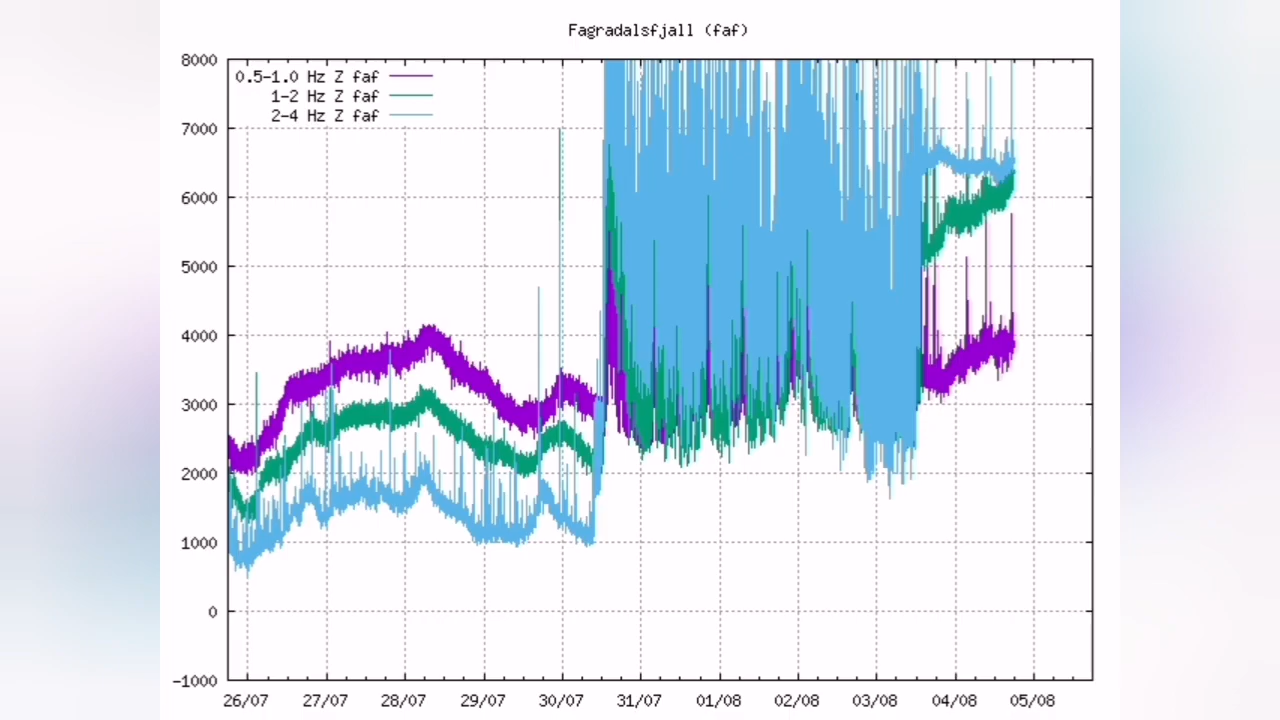 Fagradalsfjall (faf)
8000
0.5-1.0 Hz Z faf
1-2 Hz Z faf
2-4 Hz Z faf
7000
6000
5000
4000
3000
2000
1000
0
-1000
26/07 27/07 28/07 29/07 30/07 31/07 01/08 02/08 03/08 04/08 05/08